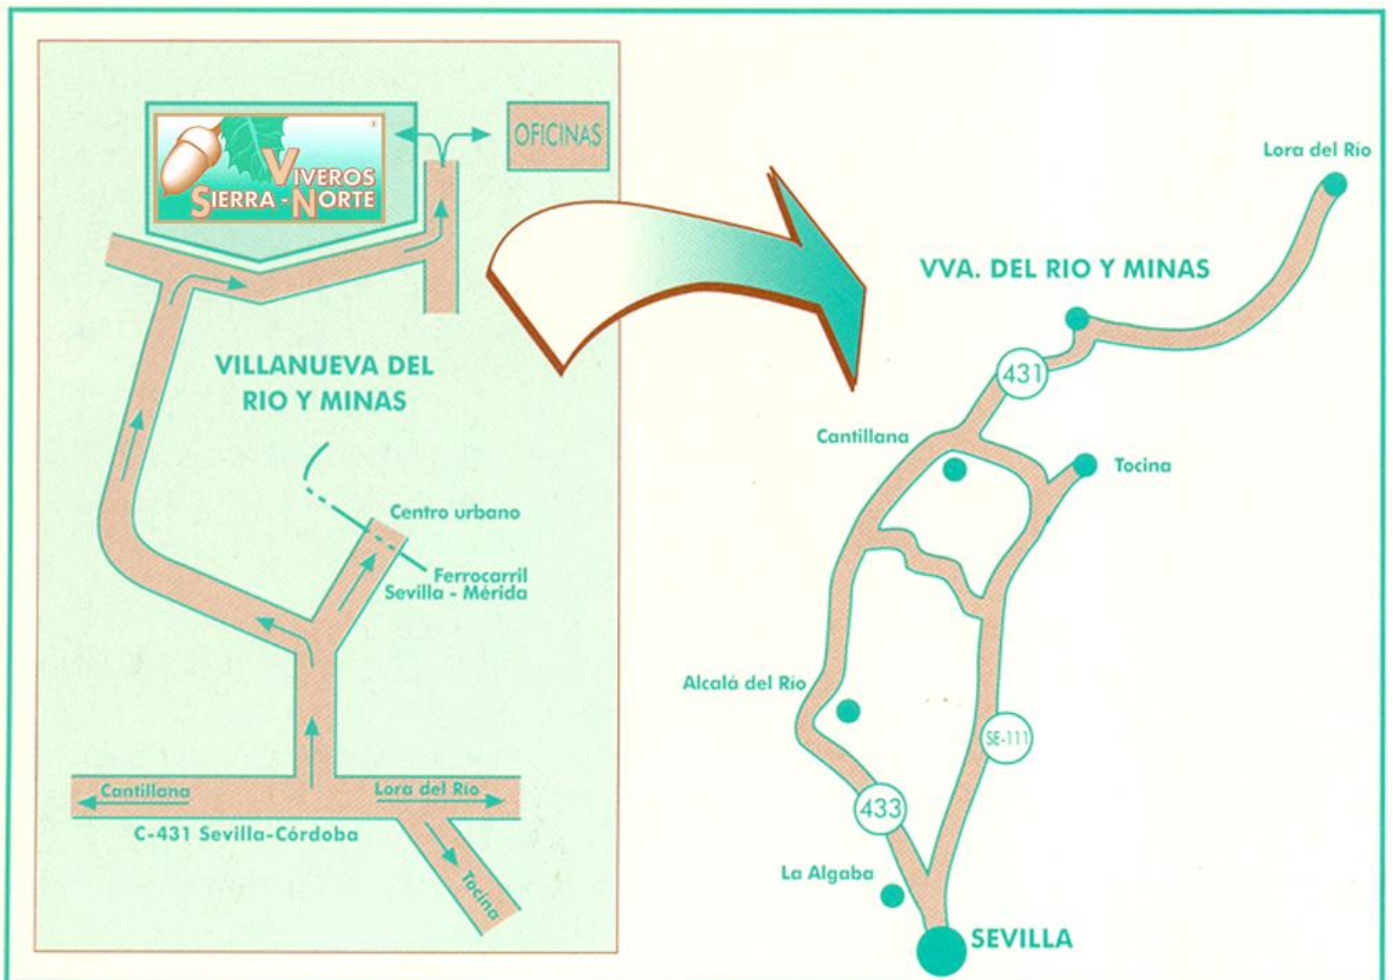 OFICINAS
VIVEROS
SIERRA - NORTE
®
VILLANUEVA DEL
RIO Y MINAS
Centro urbano
Ferrocarril
Sevilla - Mérida
Cantillana
Lora del Río
C-431 Sevilla-Córdoba
Tocina
Lora del Río
VVA. DEL RIO Y MINAS
431
Cantillana
Tocina
Alcalá del Río
SE-111
433
La Algaba
SEVILLA